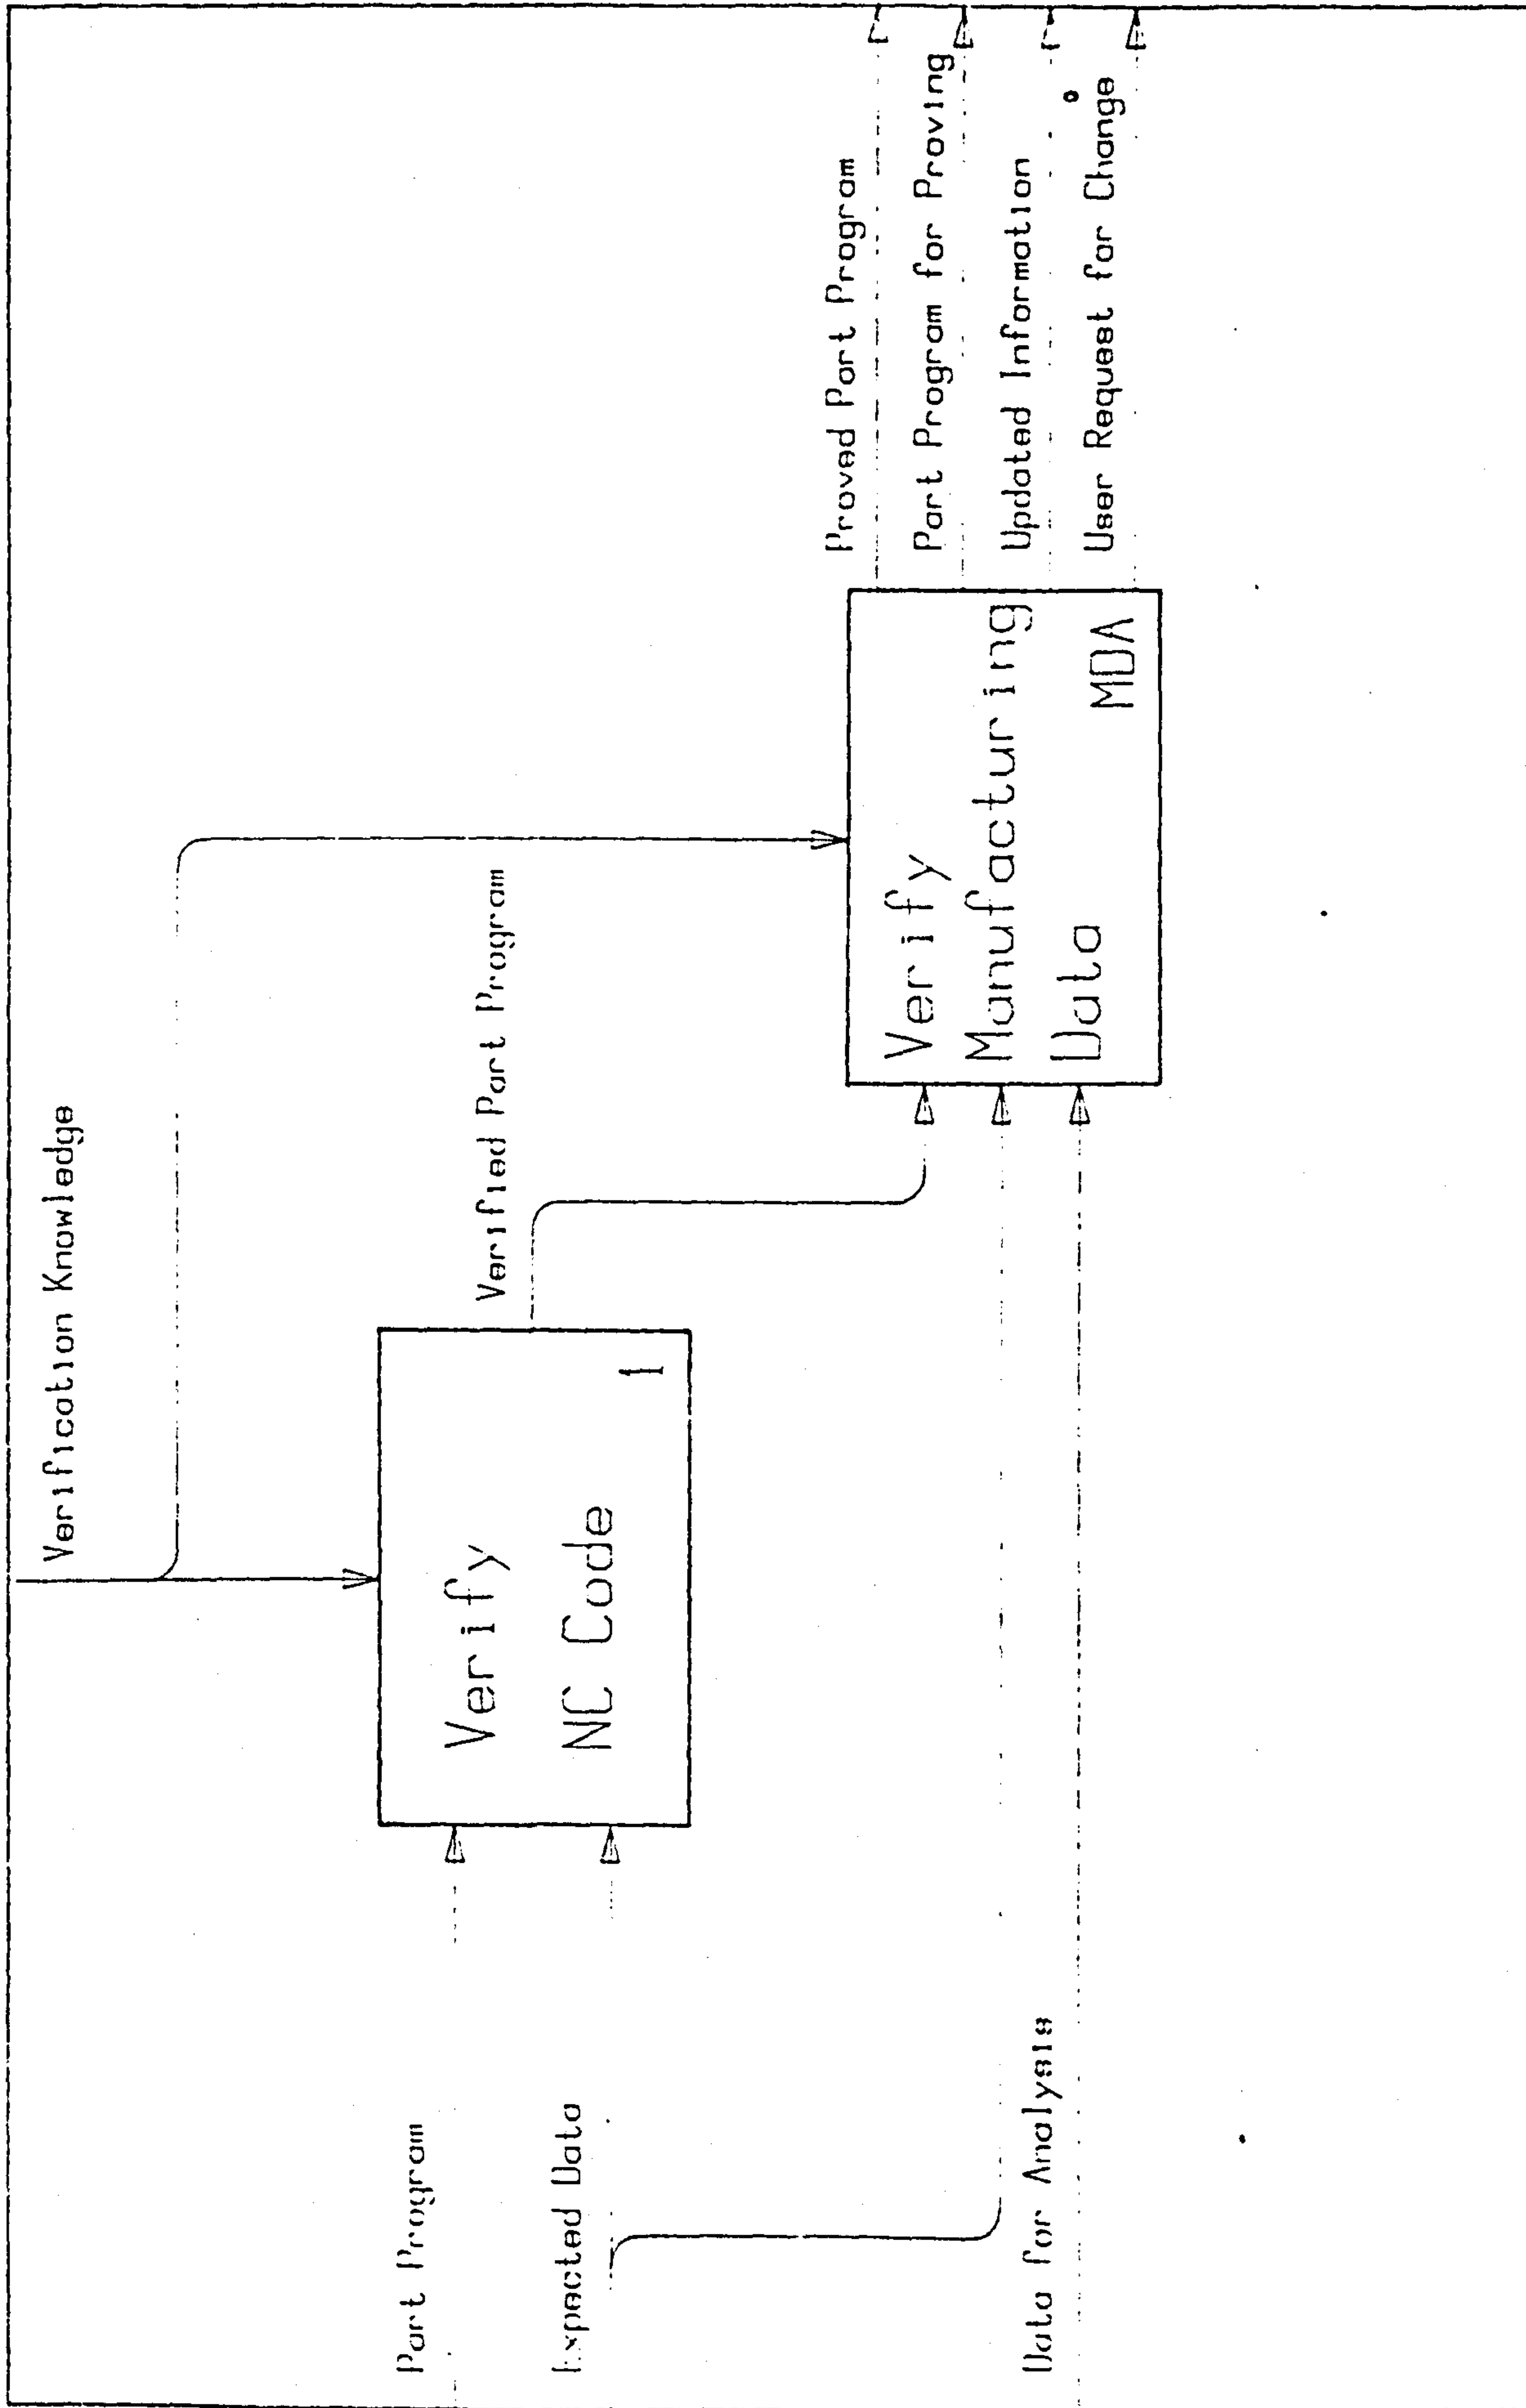 Verification Knowledge
Part Program
Expected Data
Verify
NC Code
1
Verified Part Program
Data for Analysis
Verify
Manufacturing
Data
MDA
Proved Part Program
Part Program for Proving
Updated Information
User Request for Change